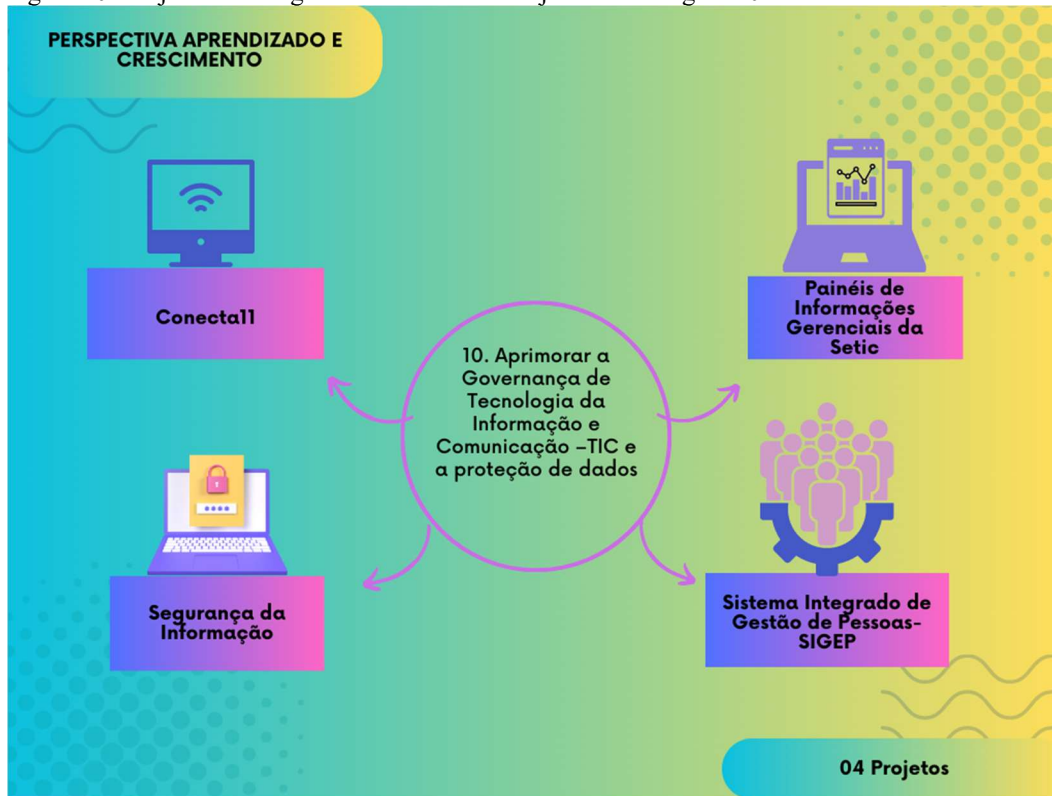 PERSPECTIVA APRENDIZADO E
CRESCIMENTO
Conecta11
Painéis de
Informações
Gerenciais da
Setic
10. Aprimorar a
Governança de
Tecnologia da
Informação e
Comunicação –TIC e
a proteção de dados
Segurança da
Informação
Sistema Integrado de
Gestão de Pessoas-
SIGEP
04 Projetos